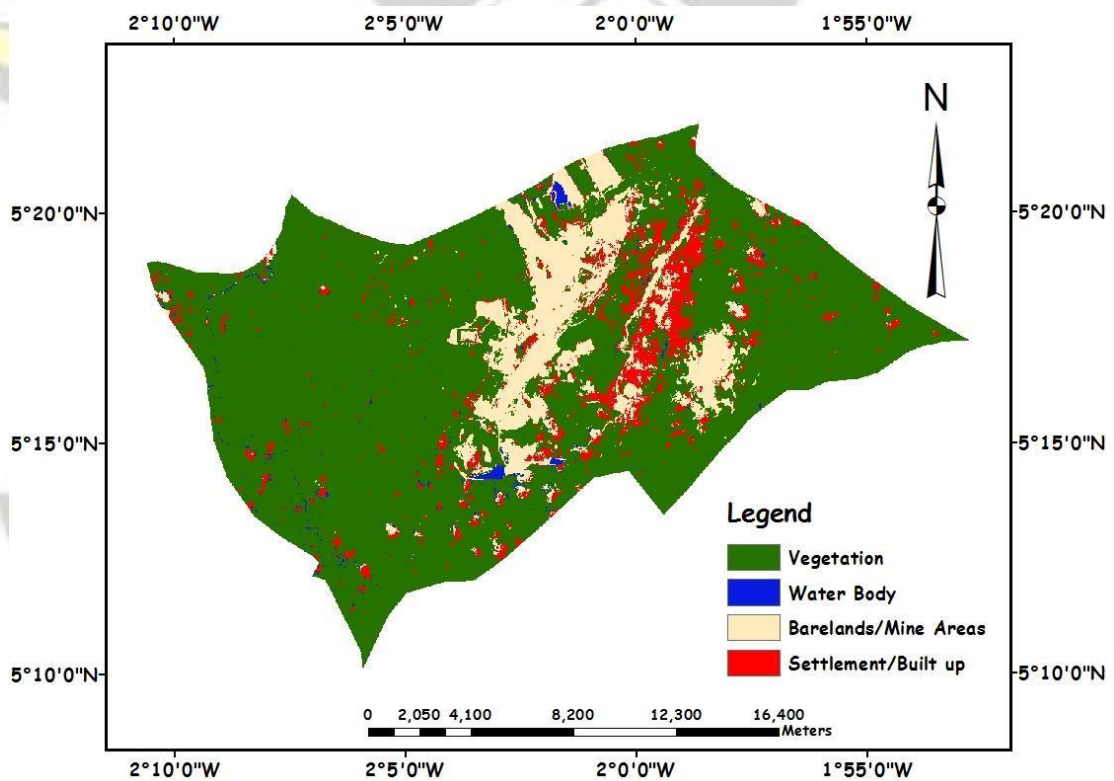 2°10'0"W 2°5'0"W 2°0'0"W 1°55'0"W
N
5°20'0"N 5°20'0"N
5°15'0"N 5°15'0"N
Legend
Vegetation
Water Body
Barelands/Mine Areas
Settlement/Built up
5°10'0"N 5°10'0"N
0 2,050 4,100 8,200 12,300 16,400
Meters
2°10'0"W 2°5'0"W 2°0'0"W 1°55'0"W